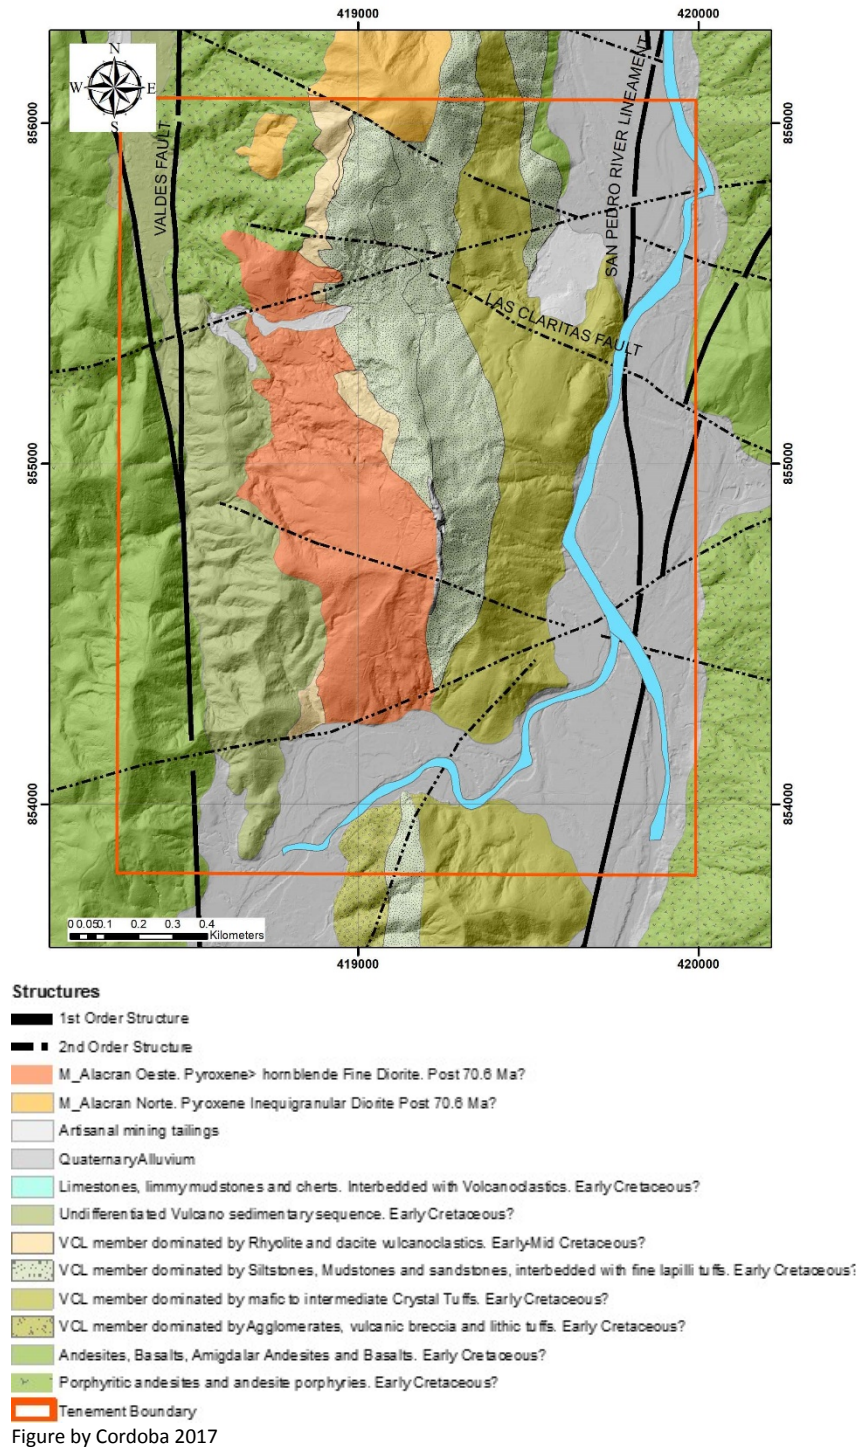 419000 420000
N
W E
S
856000 856000
VALDES FAULT
SAN PEDRO RIVER LINEAMENT
LAS CLARITAS FAULT
855000 855000
854000 854000
0 0.05 0.1 0.2 0.3 0.4
Kilometers
419000 420000
Structures
1st Order Structure
2nd Order Structure
M_Alacran Oeste. Pyroxene> hornblende Fine Diorite. Post 70.6 Ma?
M_Alacran Norte. Pyroxene Inequigranular Diorite Post 70.6 Ma?
Artisanal mining tailings
Quaternary Alluvium
Limestones, limmy mudstones and cherts. Interbedded with Volcanoclastics. Early Cretaceous?
Undifferentiated Vulcano sedimentary sequence. Early Cretaceous?
VCL member dominated by Rhyolite and dacite vulcanoclastics. Early-Mid Cretaceous?
VCL member dominated by Siltstones, Mudstones and sandstones, interbedded with fine lapilli tuffs. Early Cretaceous?
VCL member dominated by mafic to intermediate Crystal Tuffs. Early Cretaceous?
VCL member dominated by Agglomerates, vulcanic breccia and lithic tuffs. Early Cretaceous?
Andesites, Basalts, Amigdalar Andesites and Basalts. Early Cretaceous?
Porphyritic andesites and andesite porphyries. Early Cretaceous?
Tenement Boundary
Figure by Cordoba 2017